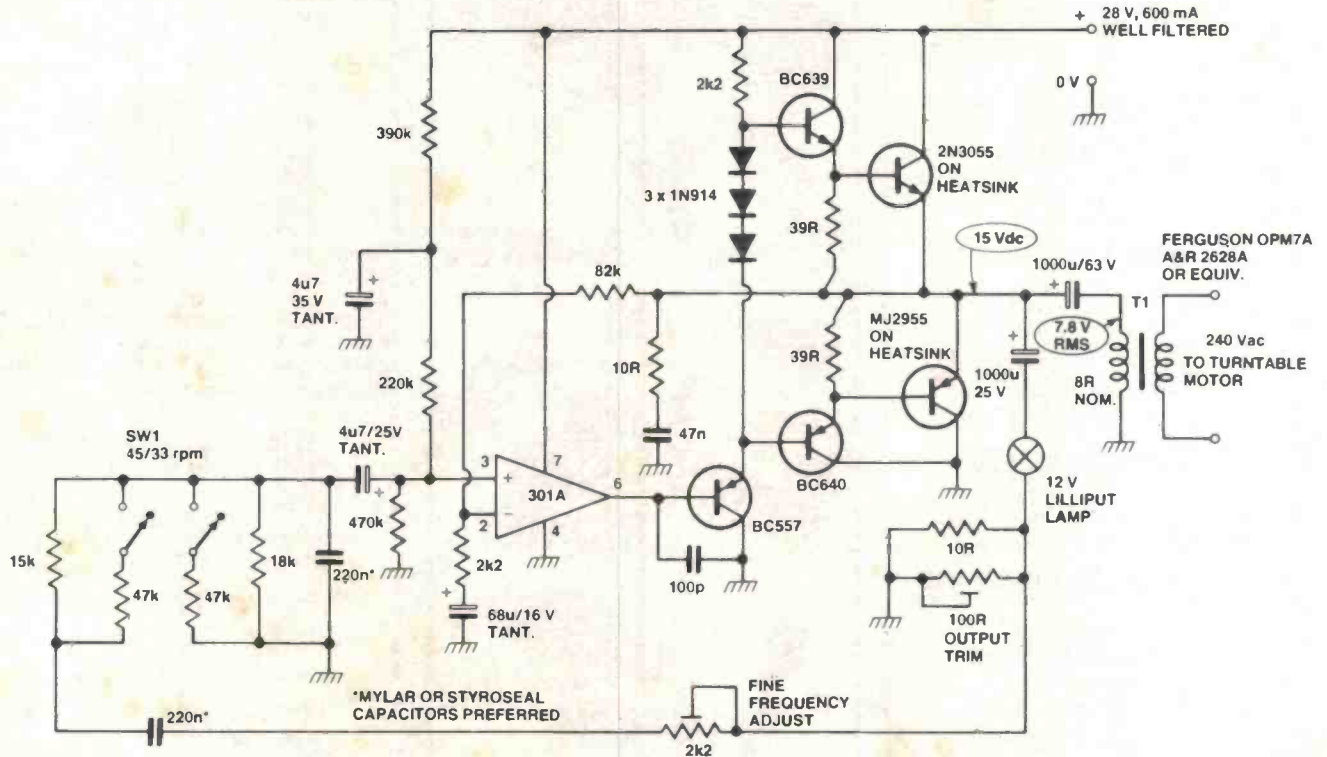 + 28 V, 600 mA
WELL FILTERED
0 V
2k2
BC639
390k
2N3055
ON
HEATSINK
3 x 1N914
39R
15 Vdc
FERGUSON OPM7A
A&R 2628A
OR EQUIV.
4u7
35 V
TANT.
+
82k
+
1000u/63 V
T1
MJ2955
ON
HEATSINK
7.8 V
RMS
240 Vac
TO TURNTABLE
MOTOR
10R
39R
+
1000u
25 V
8R
NOM.
220k
SW1
45/33 rpm
4u7/25V
TANT.
+
47n
3
+
7
301A
6
2
−
4
BC640
12 V
LILLIPUT
LAMP
BC557
15k
47k
47k
18k
220n*
470k
2k2
+
68u/16 V
TANT.
100p
10R
100R
OUTPUT
TRIM
*MYLAR OR STYROSEAL
CAPACITORS PREFERRED
FINE
FREQUENCY
ADJUST
220n*
2k2